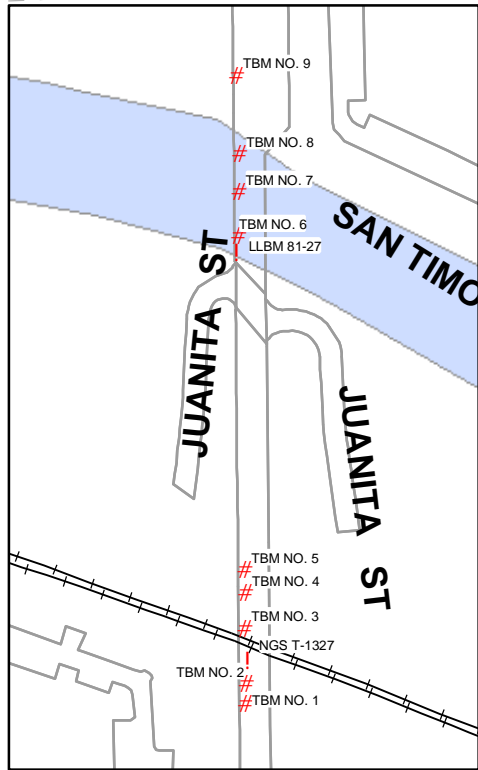 TBM NO. 9
TBM NO. 8
TBM NO. 7
SAN TIMO
TBM NO. 6
LLBM 81-27
JUANITA ST
JUANITA ST
TBM NO. 5
TBM NO. 4
TBM NO. 3
NGS T-1327
TBM NO. 2
TBM NO. 1